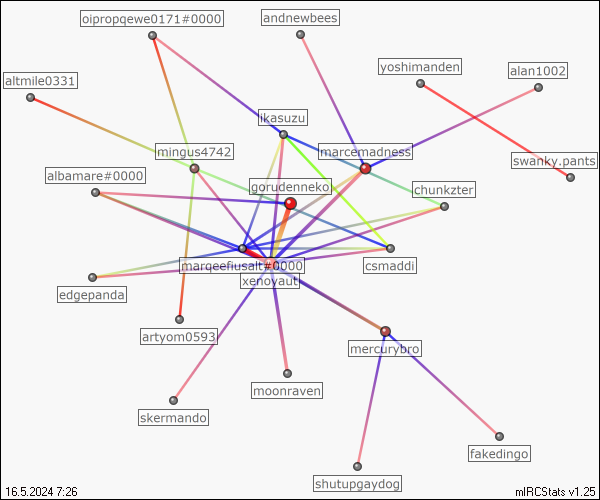 oipropqewe0171#0000
andnewbees
yoshimanden
alan1002
altmile0331
ikasuzu
mingus4742
marcemadness
swanky.pants
albamare#0000
gorudenneko
chunkzter
marqeefiusalt#0000
csmaddi
xenovaut
edgepanda
artyom0593
mercurybro
moonraven
skermando
fakedingo
shutupgaydog
16.5.2024 7:26
mIRCStats v1.25